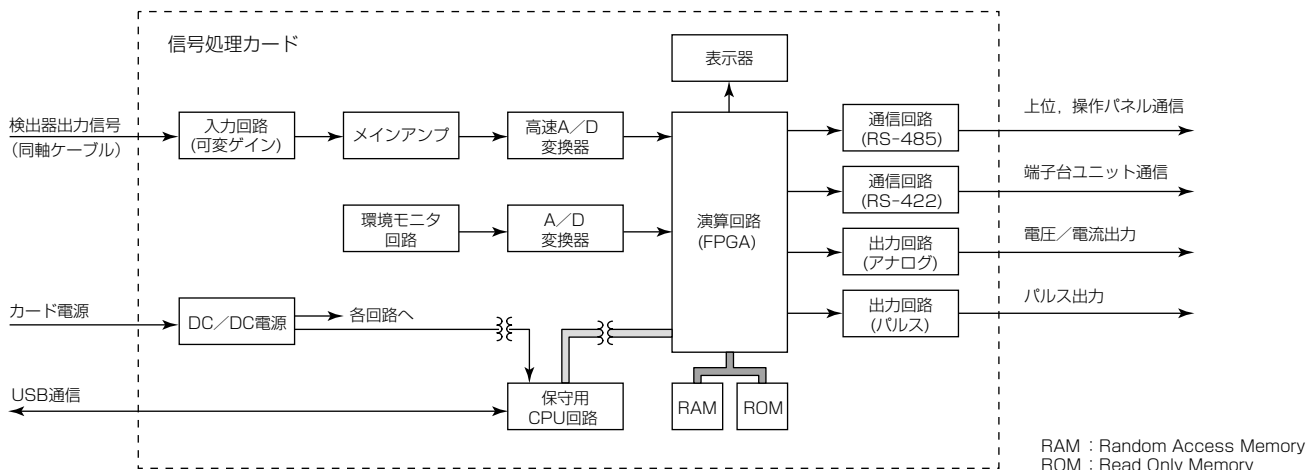 信号処理カード
表示器
検出器出力信号
(同軸ケーブル)
入力回路
(可変ゲイン)
メインアンプ
高速A/D
変換器
通信回路
(RS-485)
上位,操作パネル通信
環境モニタ
回路
A/D
変換器
演算回路
(FPGA)
通信回路
(RS-422)
端子台ユニット通信
出力回路
(アナログ)
電圧/電流出力
カード電源
DC/DC電源
各回路へ
出力回路
(パルス)
パルス出力
USB通信
保守用
CPU回路
RAM
ROM
RAM:Random Access Memory
ROM:Read Only Memory